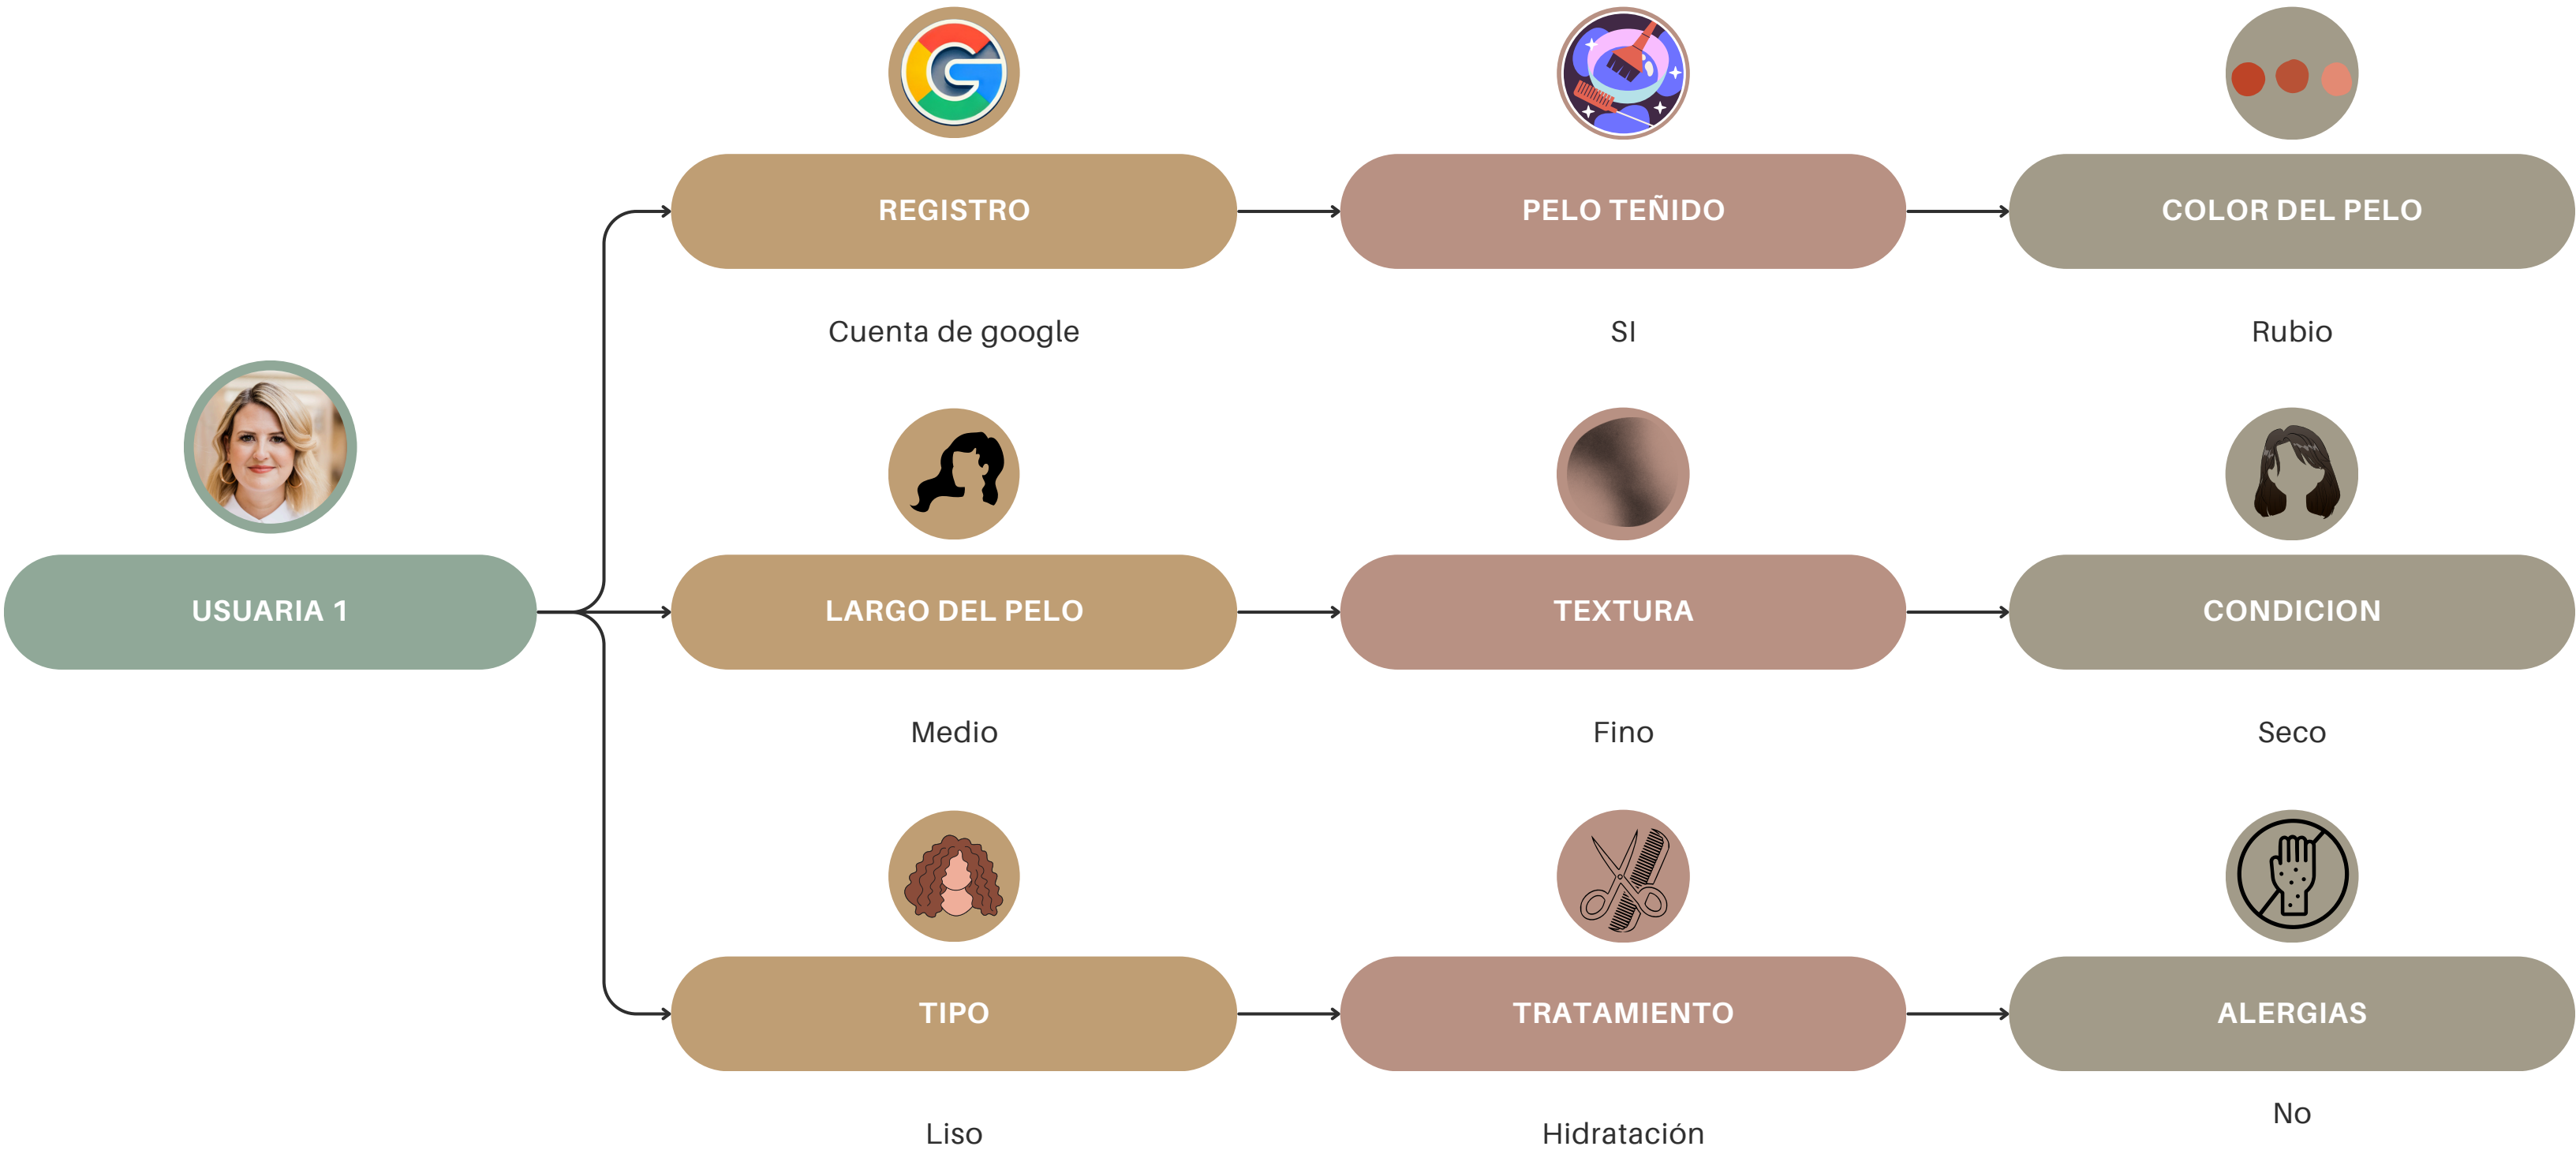 REGISTRO
PELO TEÑIDO
COLOR DEL PELO
Cuenta de google
SI
Rubio
USUARIA 1
LARGO DEL PELO
TEXTURA
CONDICION
Medio
Fino
Seco
TIPO
TRATAMIENTO
ALERGIAS
Liso
Hidratación
No